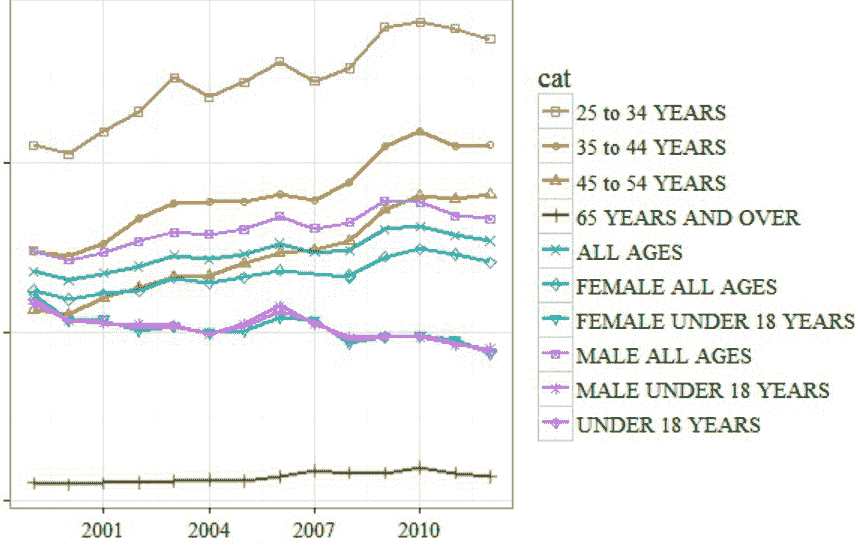 cat
25 to 34 YEARS
35 to 44 YEARS
45 to 54 YEARS
65 YEARS AND OVER
ALL AGES
FEMALE ALL AGES
FEMALE UNDER 18 YEARS
MALE ALL AGES
MALE UNDER 18 YEARS
UNDER 18 YEARS
2001 2004 2007 2010